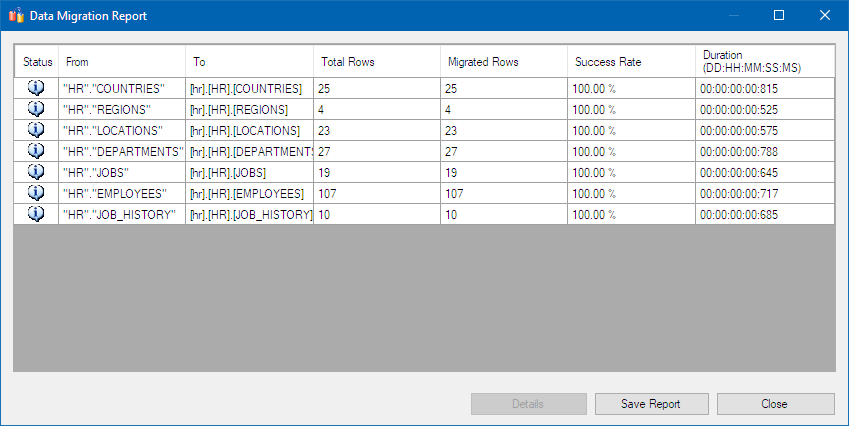 Data Migration Report
Status From To Total Rows Migrated Rows Success Rate Duration
(DD:HH:MM:SS:MS)
"HR"."COUNTRIES" [hr].[HR].[COUNTRIES] 25 25 100.00 % 00:00:00:00:815
"HR"."REGIONS" [hr].[HR].[REGIONS] 4 4 100.00 % 00:00:00:00:525
"HR"."LOCATIONS" [hr].[HR].[LOCATIONS] 23 23 100.00 % 00:00:00:00:575
"HR"."DEPARTMENTS" [hr].[HR].[DEPARTMENTS 27 27 100.00 % 00:00:00:00:788
"HR"."JOBS" [hr].[HR].[JOBS] 19 19 100.00 % 00:00:00:00:645
"HR"."EMPLOYEES" [hr].[HR].[EMPLOYEES] 107 107 100.00 % 00:00:00:00:717
"HR"."JOB_HISTORY" [hr].[HR].[JOB_HISTORY] 10 10 100.00 % 00:00:00:00:685
Details Save Report Close